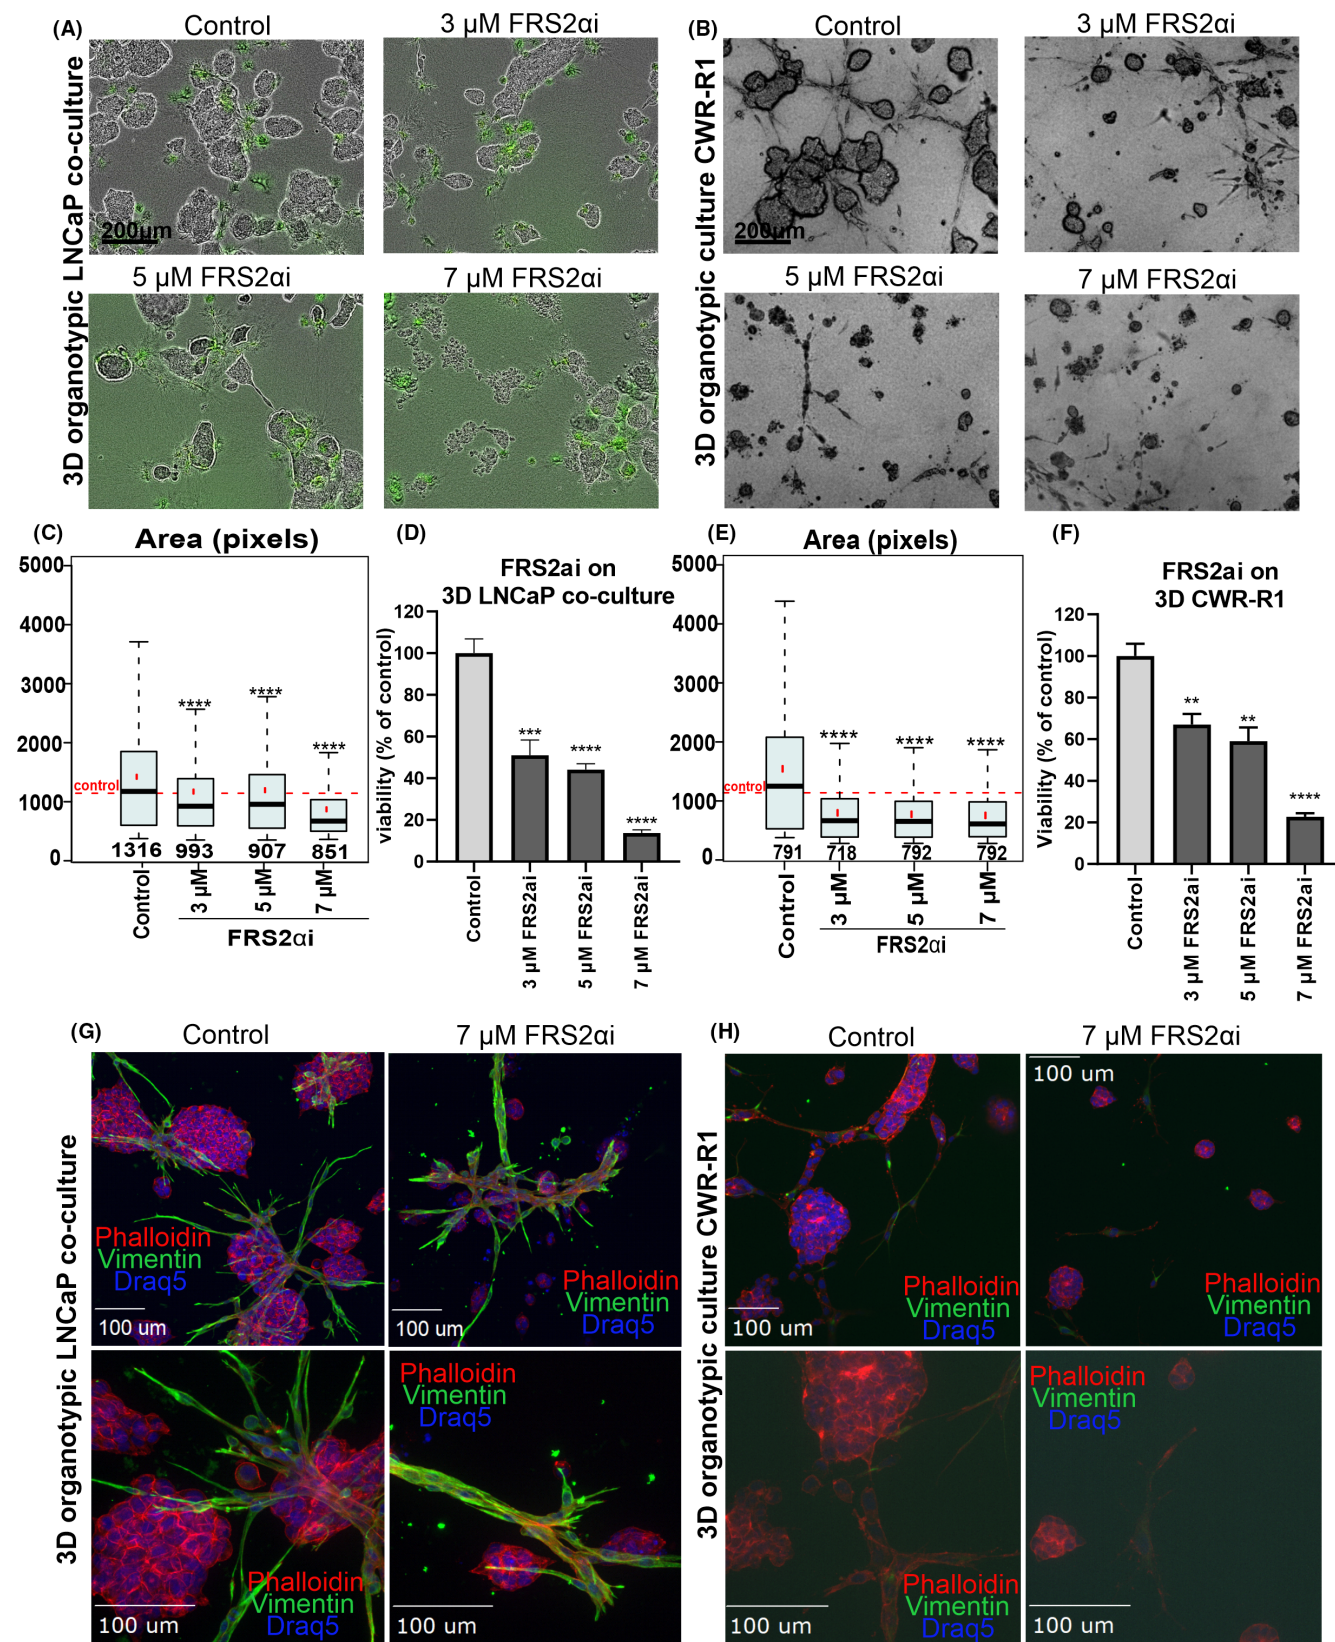 (A)
Control
3 µM FRS2αi
3D organotypic LNCaP co-culture
200µm
5 µM FRS2αi
7 µM FRS2αi
(B)
Control
3 µM FRS2αi
3D organotypic culture CWR-R1
200µm
5 µM FRS2αi
7 µM FRS2αi
(C)
Area (pixels)
5000
4000
3000
2000
1000
0
control
****
****
****
1316 993 907 851
Control
3 µM
5 µM
7 µM
FRS2αi
(D)
FRS2ai on
3D LNCaP co-culture
viability (% of control)
120
100
80
60
40
20
0
***
****
****
Control
3 µM FRS2ai
5 µM FRS2ai
7 µM FRS2ai
(E)
Area (pixels)
5000
4000
3000
2000
1000
0
control
****
****
****
791 718 792 792
Control
3 µM
5 µM
7 µM
FRS2αi
(F)
FRS2ai on
3D CWR-R1
Viability (% of control)
120
100
80
60
40
20
0
**
**
****
Control
3 µM FRS2ai
5 µM FRS2ai
7 µM FRS2ai
(G)
Control
7 µM FRS2αi
3D organotypic LNCaP co-culture
Phalloidin
Vimentin
Draq5
100 um
Phalloidin
Vimentin
Draq5
100 um
Phalloidin
Vimentin
Draq5
100 um
Phalloidin
Vimentin
Draq5
100 um
(H)
Control
7 µM FRS2αi
3D organotypic culture CWR-R1
Phalloidin
Vimentin
Draq5
100 um
100 um
Phalloidin
Vimentin
Draq5
Phalloidin
Vimentin
Draq5
100 um
Phalloidin
Vimentin
Draq5
100 um